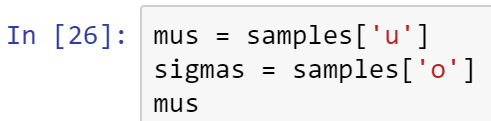 In [26]: mus = samples['u']
sigmas = samples['o']
mus